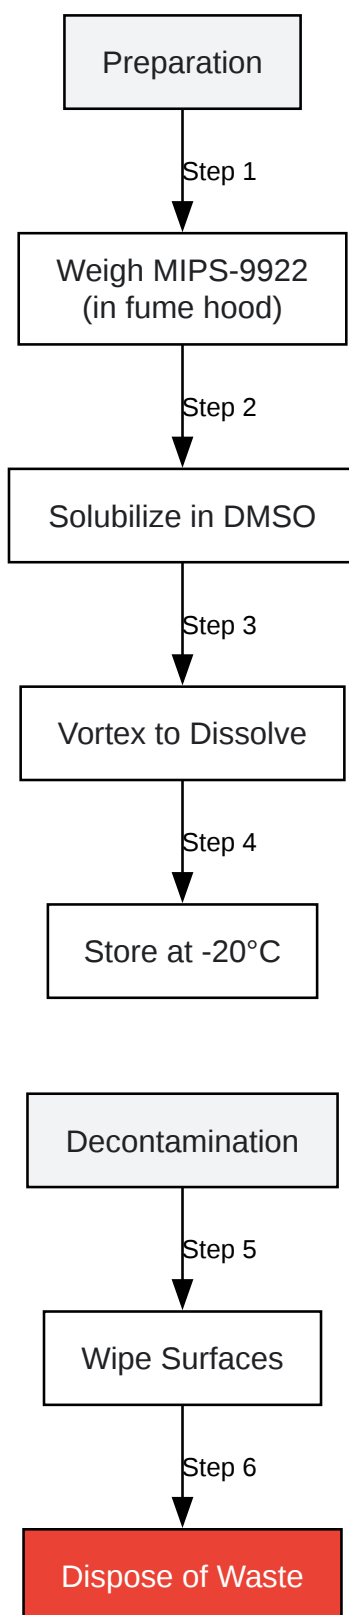 Preparation
Step 1
Weigh MIPS-9922
(in fume hood)
Step 2
Solubilize in DMSO
Step 3
Vortex to Dissolve
Step 4
Store at -20°C
Decontamination
Step 5
Wipe Surfaces
Step 6
Dispose of Waste